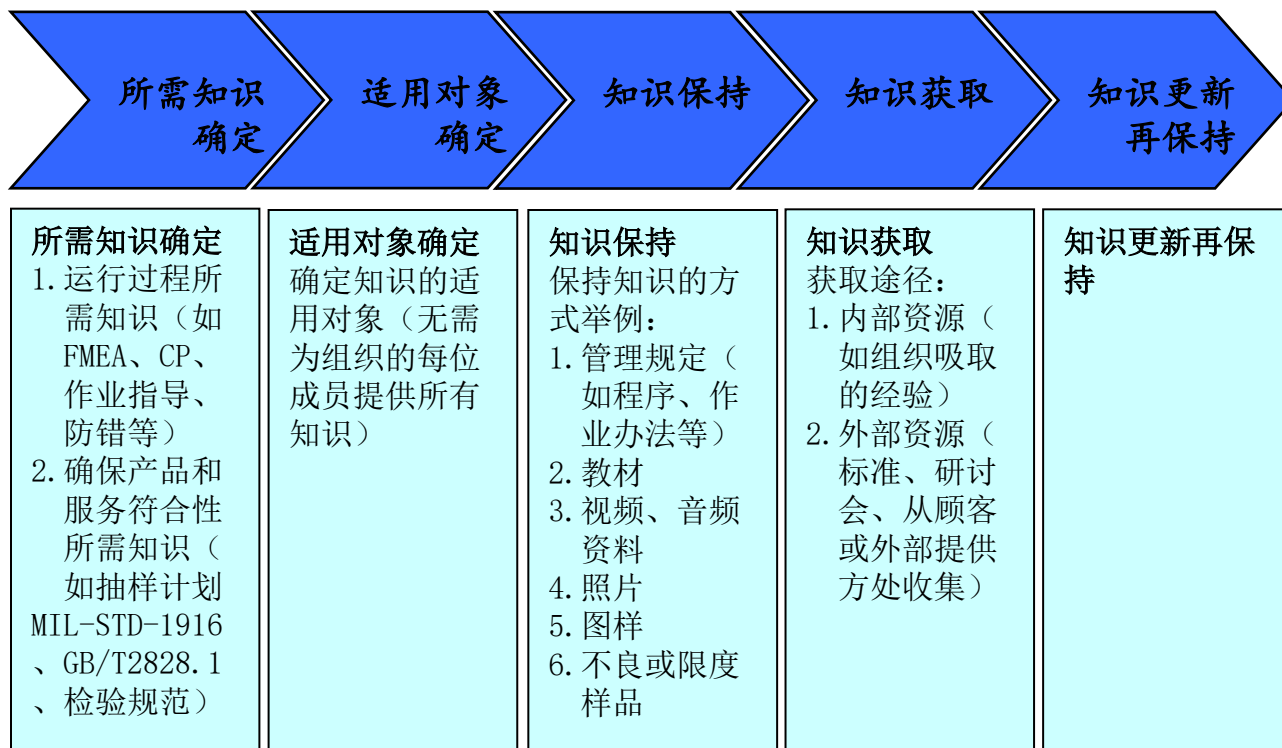 所需知识
确定
适用对象
确定
知识保持
知识获取
知识更新
再保持
所需知识确定
1.运行过程所
需知识（如
FMEA、CP、
作业指导、
防错等）
2.确保产品和
服务符合性
所需知识（
如抽样计划
MIL-STD-1916
、GB/T2828.1
、检验规范）
适用对象确定
确定知识的适
用对象（无需
为组织的每位
成员提供所有
知识）
知识保持
保持知识的方
式举例：
1.管理规定（
如程序、作
业办法等）
2.教材
3.视频、音频
资料
4.照片
5.图样
6.不良或限度
样品
知识获取
获取途径：
1.内部资源（
如组织吸取
的经验）
2.外部资源（
标准、研讨
会、从顾客
或外部提供
方处收集）
知识更新再保
持